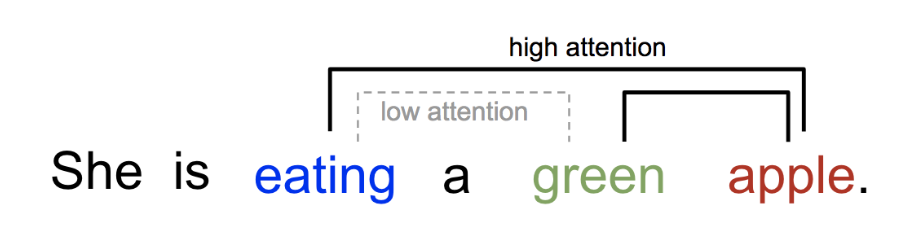 high attention
low attention
She is eating a green apple.